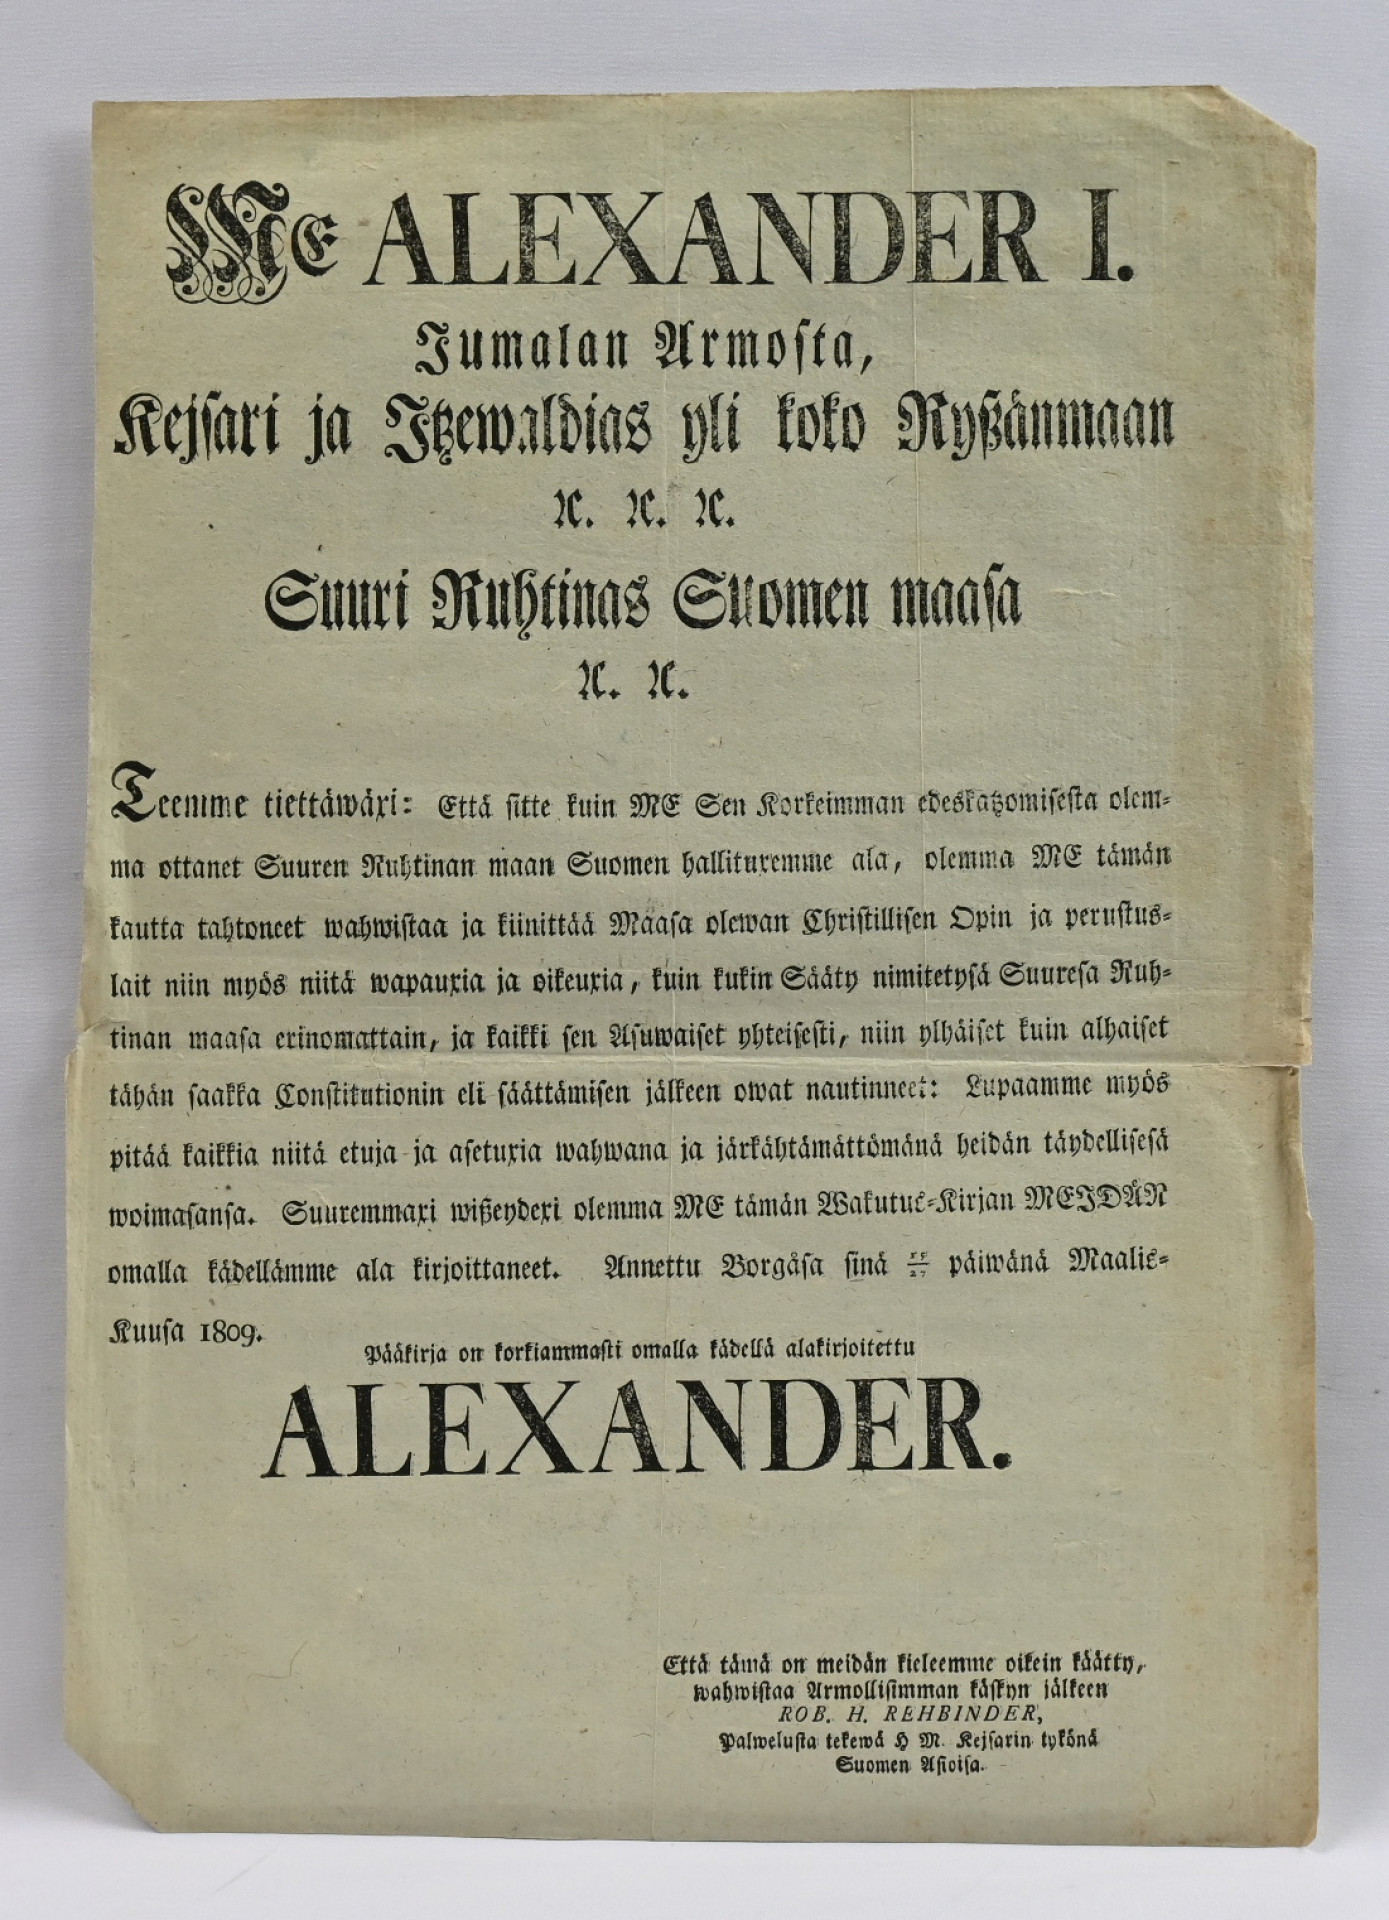 Me ALEXANDER I.
Jumalan Armosta,
Kejsari ja Itzewaldias yli koko Ryßänmaan
ꝛc. ꝛc. ꝛc.
Suuri Ruhtinas Suomen maasa
ꝛc. ꝛc.
Teemme tiettäwäxi: Että sitte kuin ME Sen Korkeimman edeskatzomisesta olem-
ma ottanet Suuren Ruhtinan maan Suomen hallituxemme ala, olemma ME tämän
kautta tahtoneet wahwistaa ja kiinittää Maasa olewan Christillisen Opin ja perustus-
lait niin myös niitä wapauxia ja oikeuxia, kuin kukin Sääty nimitetysä Suuresa Ruh-
tinan maasa erinomattain, ja kaikki sen Asuwaiset yhteisesti, niin ylhäiset kuin alhaiset
tähän saakka Constitutionin eli säättämisen jälkeen owat nautinneet: Lupaamme myös
pitää kaikkia niitä etuja ja asetuxia wahwana ja järkähtämättömänä heidän täydellisesä
woimasansa. Suuremmaxi wißeydexi olemma ME tämän Wakutus-Kirjan MEIDÄN
omalla kädellämme ala kirjoittaneet. Annettu Borgåsa sinä 15/27 päiwänä Maalis-
Kuusa 1809.
Pääkirja on korkiammasti omalla kädellä alakirjoitettu
ALEXANDER.
Että tämä on meidän kieleemme oikein käätty,
wahwistaa Armollisimman käskyn jälkeen
ROB. H. REHBINDER,
Palwelusta tekewä H M. Kejsarin tykönä
Suomen Asioisa.